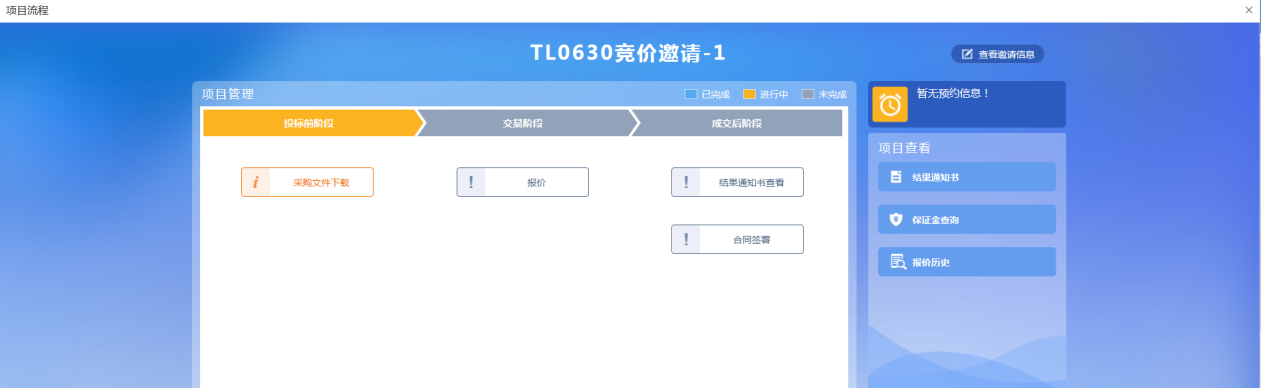 项目流程
TL0630竞价邀请-1
查看邀请信息
项目管理
已完成 进行中 未完成
投标前阶段 交易阶段 成交后阶段
采购文件下载 报价 结果通知书查看
合同签署
暂无预约信息！
项目查看
结果通知书
保证金查询
报价历史